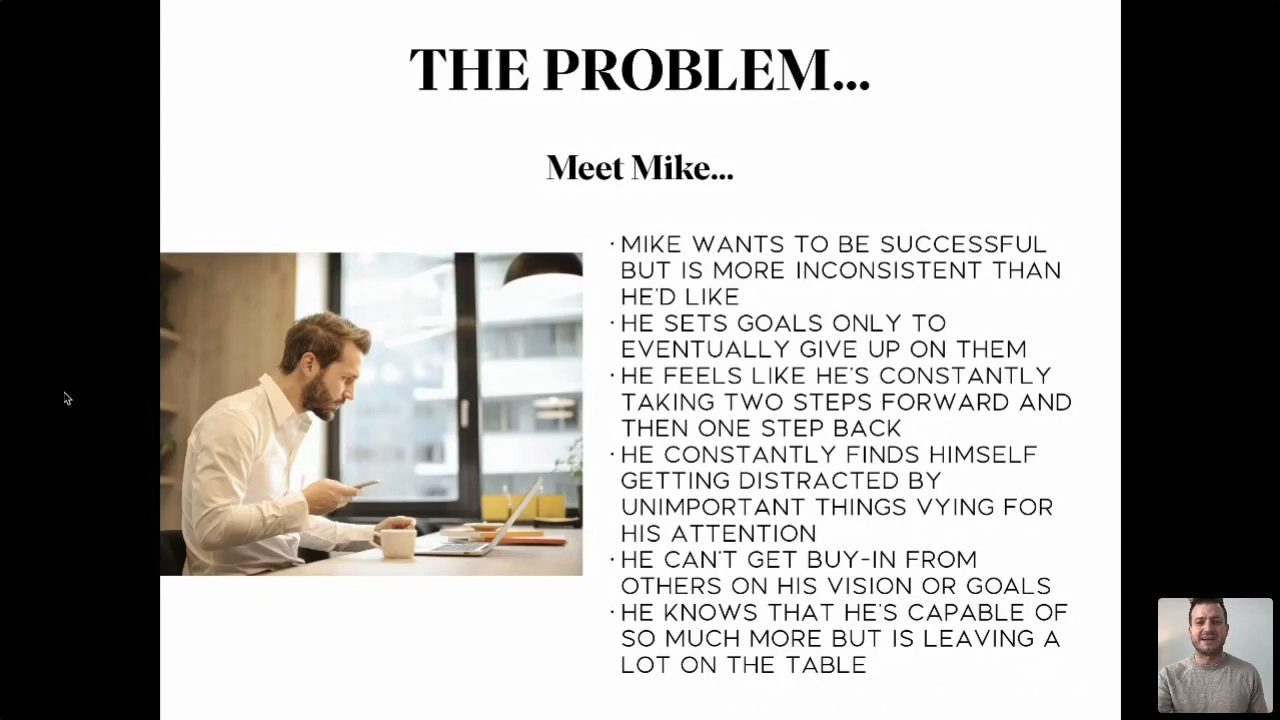 THE PROBLEM...
Meet Mike...
· MIKE WANTS TO BE SUCCESSFUL
BUT IS MORE INCONSISTENT THAN
HE'D LIKE
· HE SETS GOALS ONLY TO
EVENTUALLY GIVE UP ON THEM
· HE FEELS LIKE HE'S CONSTANTLY
TAKING TWO STEPS FORWARD AND
THEN ONE STEP BACK
· HE CONSTANTLY FINDS HIMSELF
GETTING DISTRACTED BY
UNIMPORTANT THINGS VYING FOR
HIS ATTENTION
· HE CAN'T GET BUY-IN FROM
OTHERS ON HIS VISION OR GOALS
· HE KNOWS THAT HE'S CAPABLE OF
SO MUCH MORE BUT IS LEAVING A
LOT ON THE TABLE